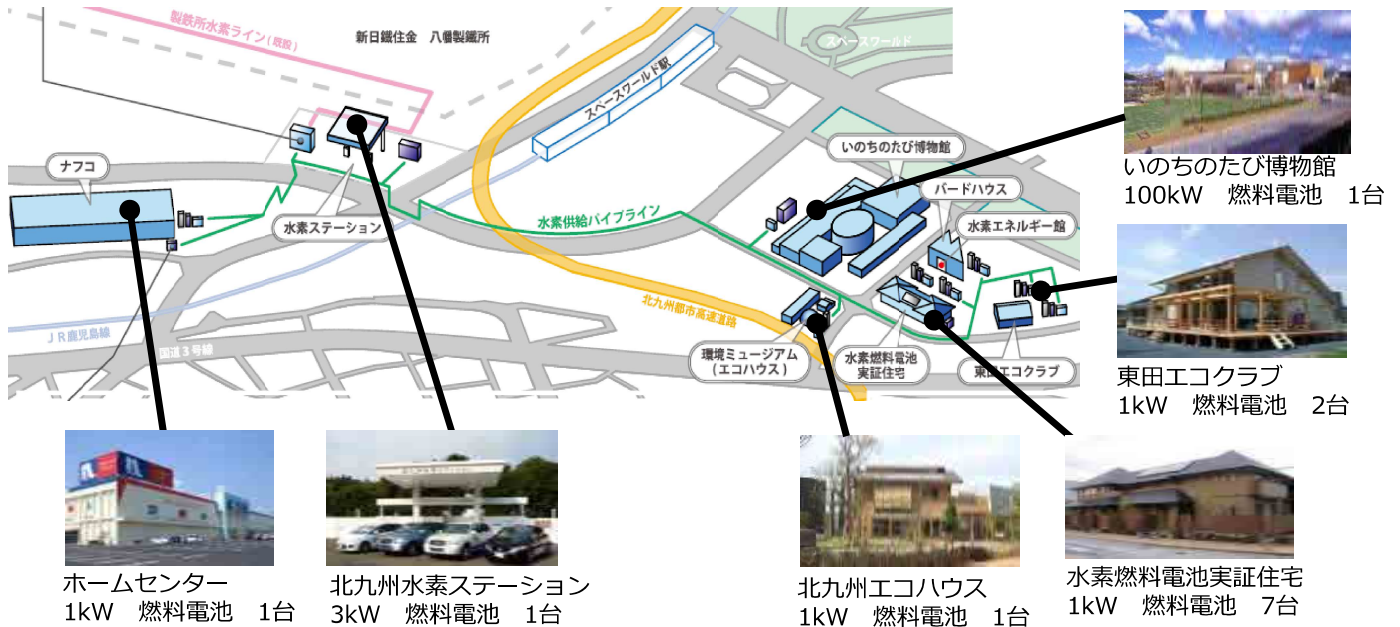 製鉄所水素ライン(既設)
新日鐵住金 八幡製鐵所
スペースワールド
スペースワールド駅
ナフコ
水素ステーション
水素供給パイプライン
いのちのたび博物館
バードハウス
水素エネルギー館
北九州都市高速道路
JR鹿児島線
国道3号線
環境ミュージアム
(エコハウス)
水素燃料電池
実証住宅
東田エコクラブ
いのちのたび博物館
100kW 燃料電池 1台
東田エコクラブ
1kW 燃料電池 2台
ホームセンター
1kW 燃料電池 1台
北九州水素ステーション
3kW 燃料電池 1台
北九州エコハウス
1kW 燃料電池 1台
水素燃料電池実証住宅
1kW 燃料電池 7台